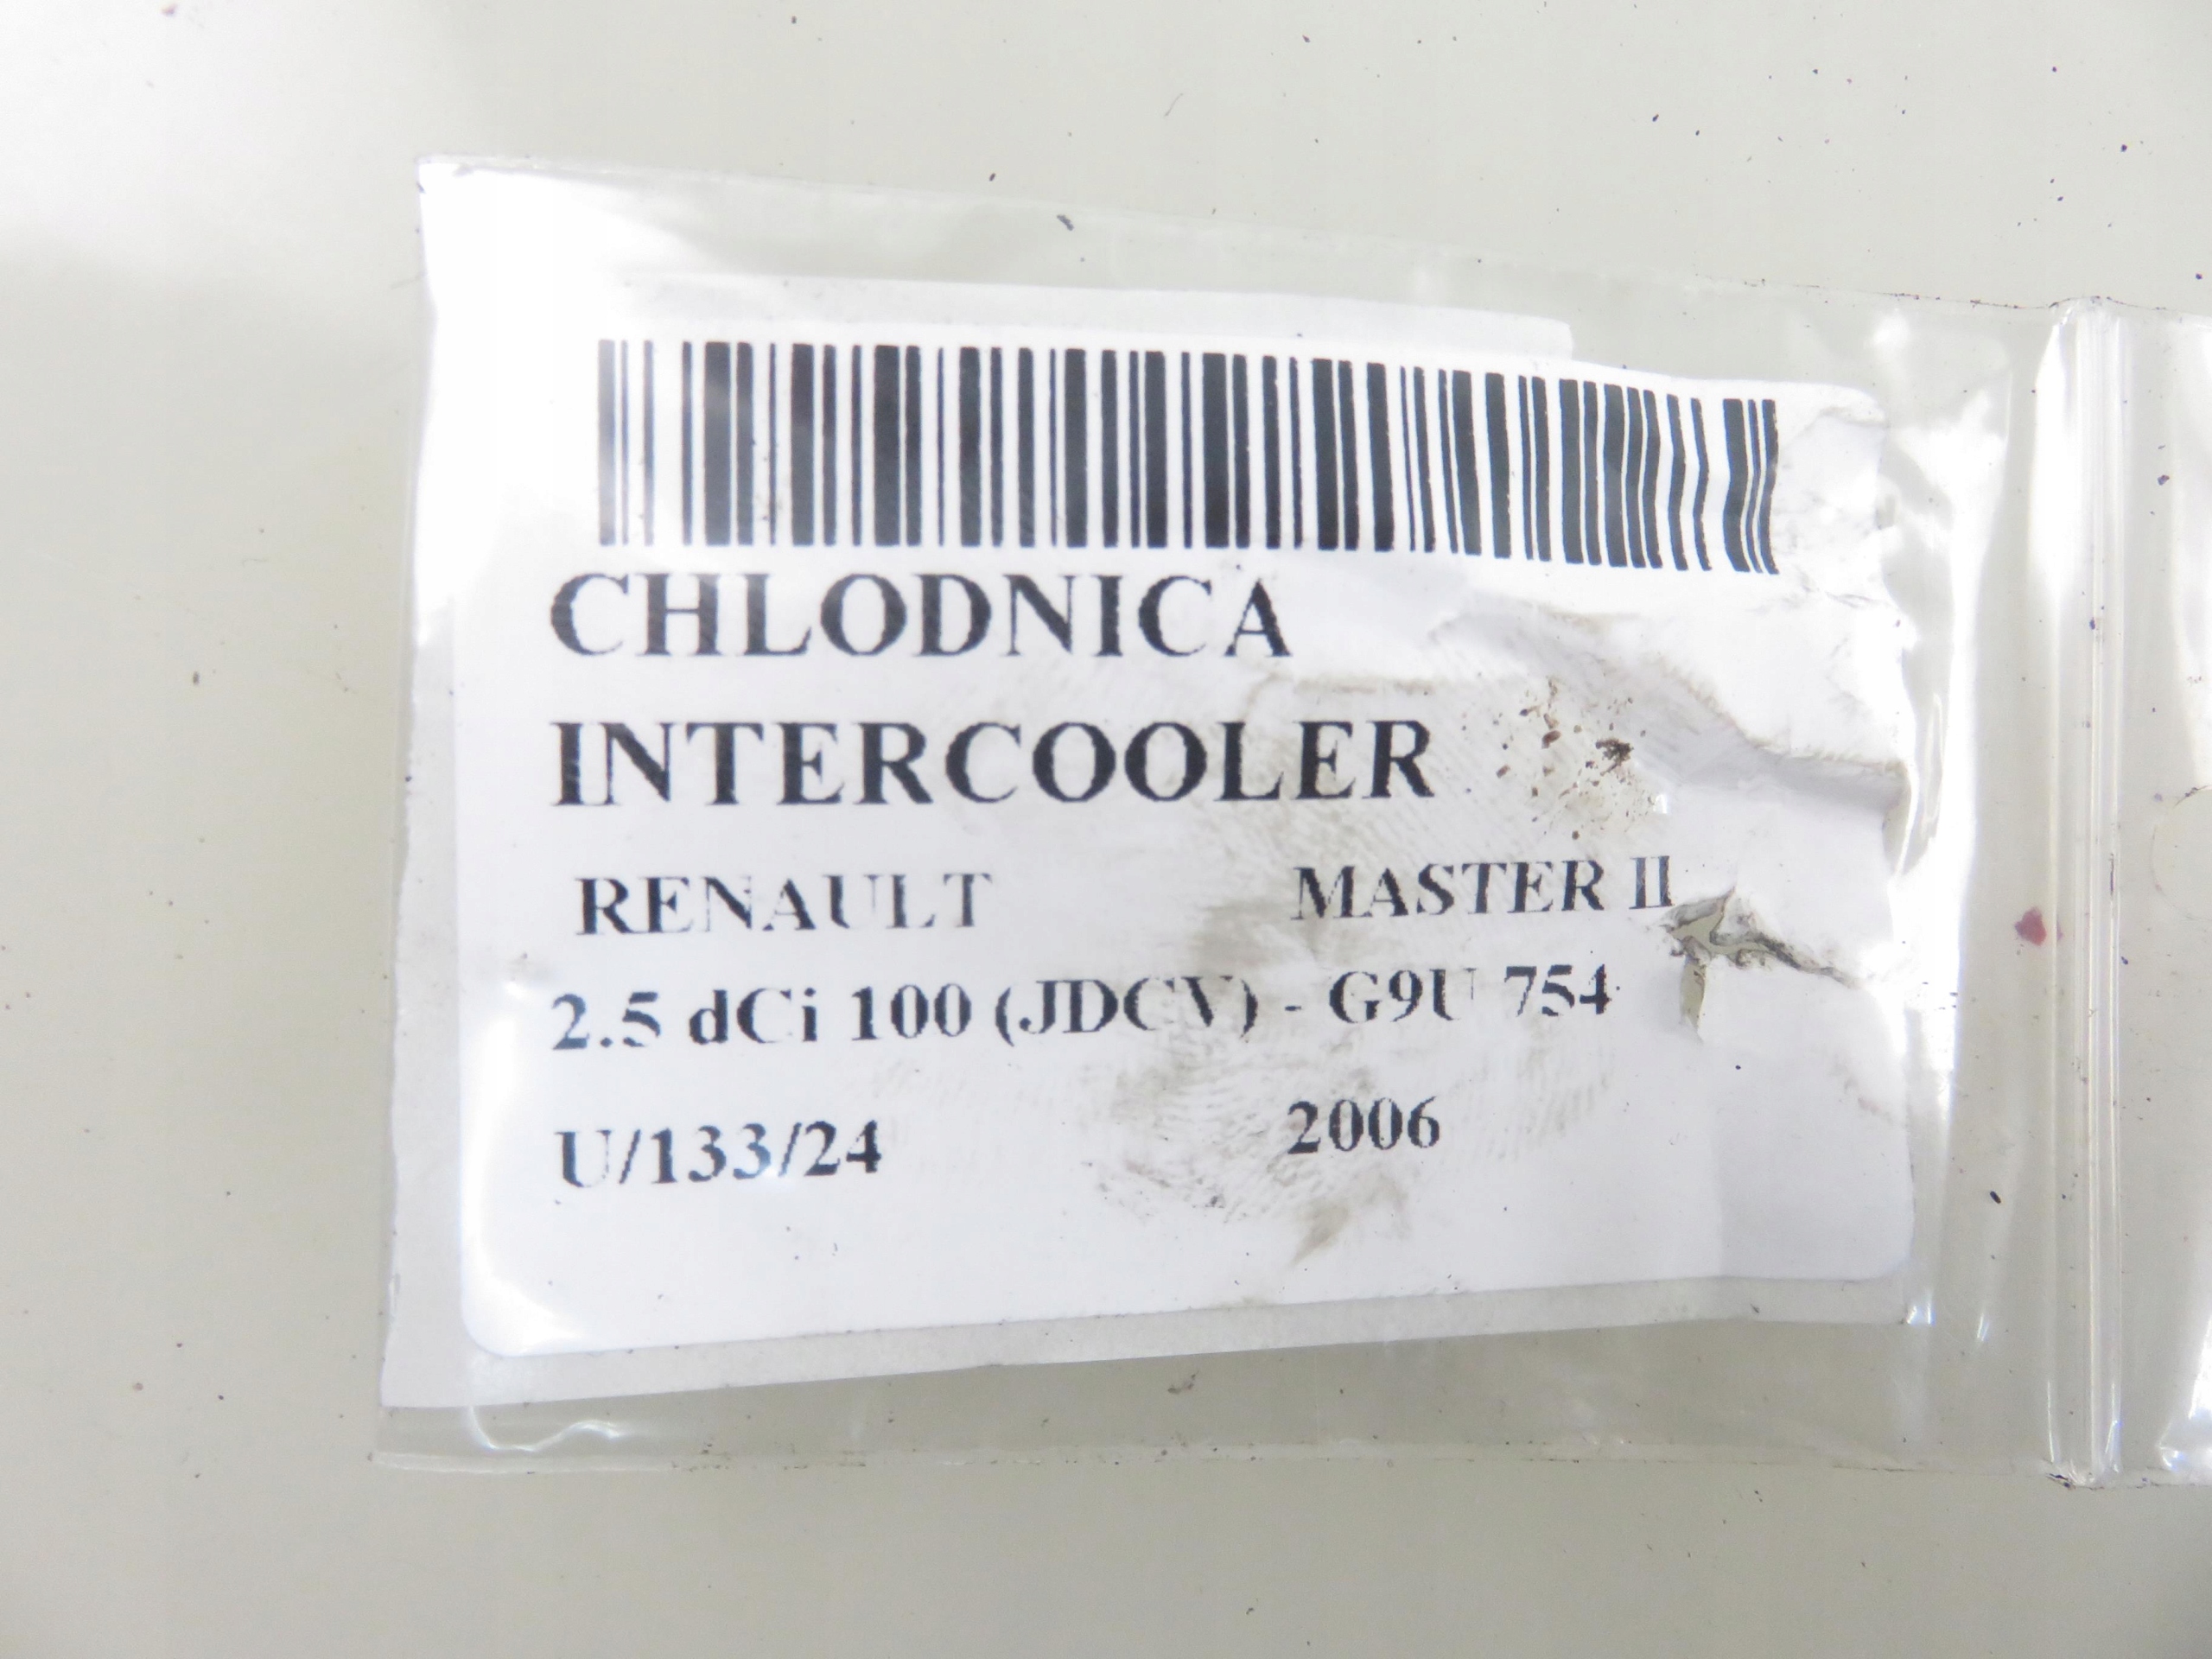 CHLODNICA
INTERCOOLER
RENAULT MASTER II
2.5 dCi 100 (JDCV) - G9U 754
U/133/24 2006